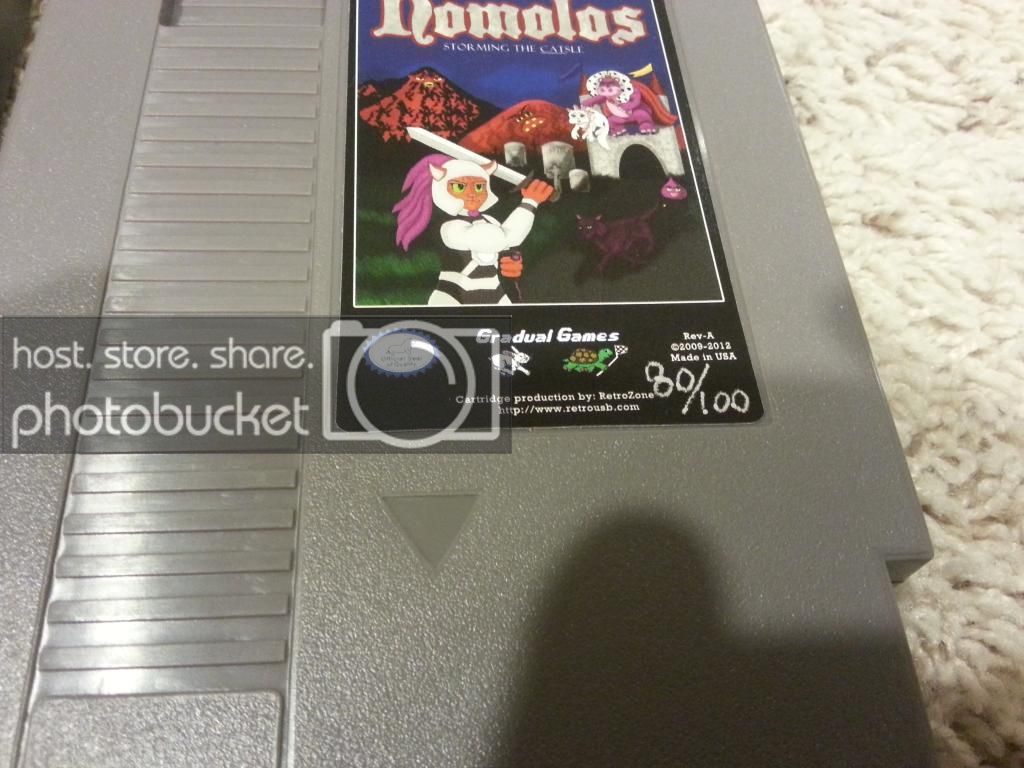 Nomolos
STORMING THE CATSLE
Gradual Games
Rev-A
©2009-2012
Made in USA
80/100
Cartridge production by: RetroZone
http://www.retrousb.com
host. store. share.
photobucket